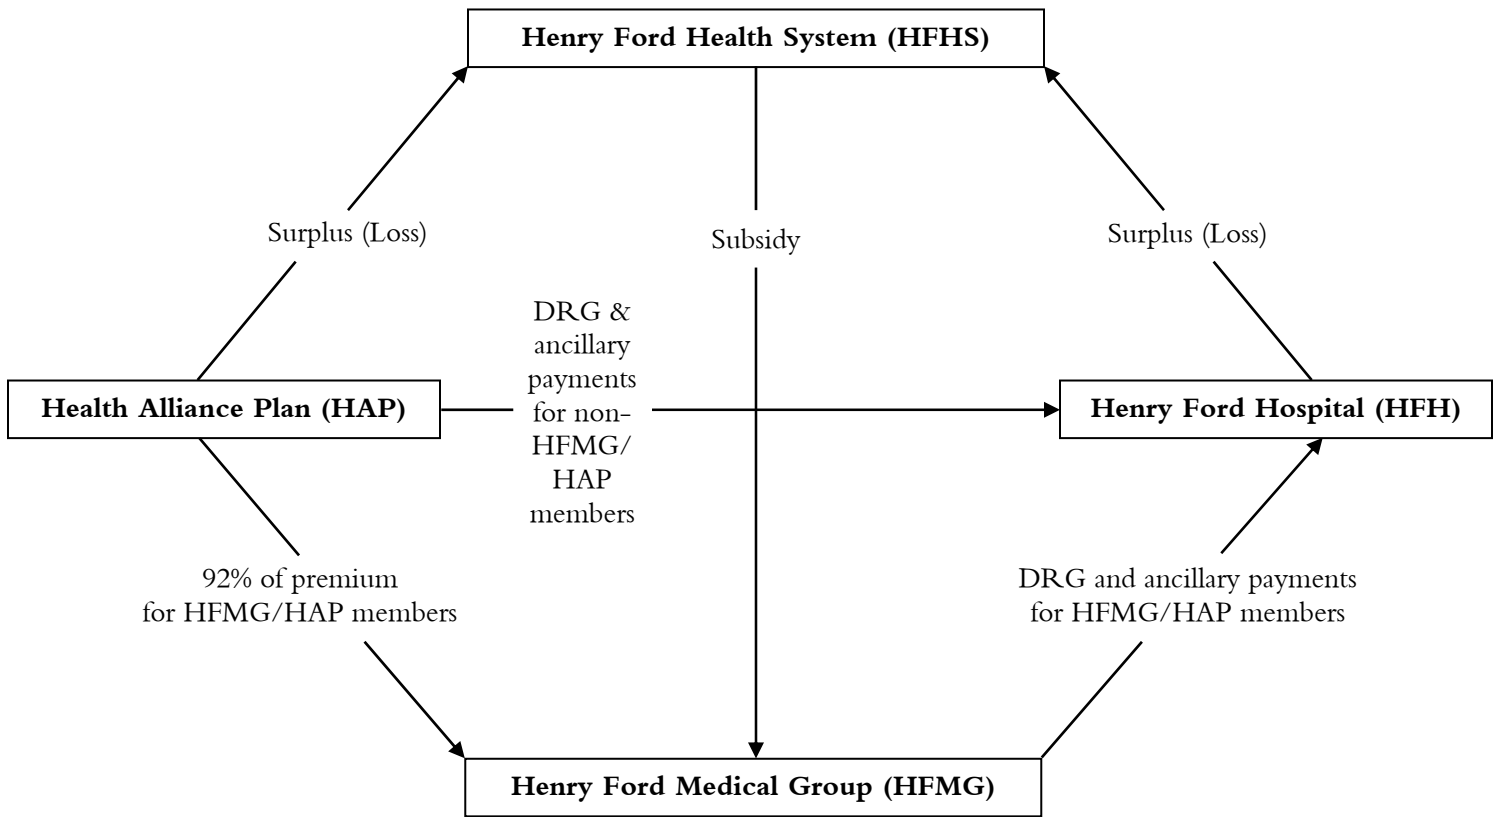 Henry Ford Health System (HFHS)
Surplus (Loss)
Subsidy
Surplus (Loss)
DRG &
ancillary
payments
for non-
HFMG/
HAP
members
Health Alliance Plan (HAP)
Henry Ford Hospital (HFH)
92% of premium
for HFMG/HAP members
DRG and ancillary payments
for HFMG/HAP members
Henry Ford Medical Group (HFMG)